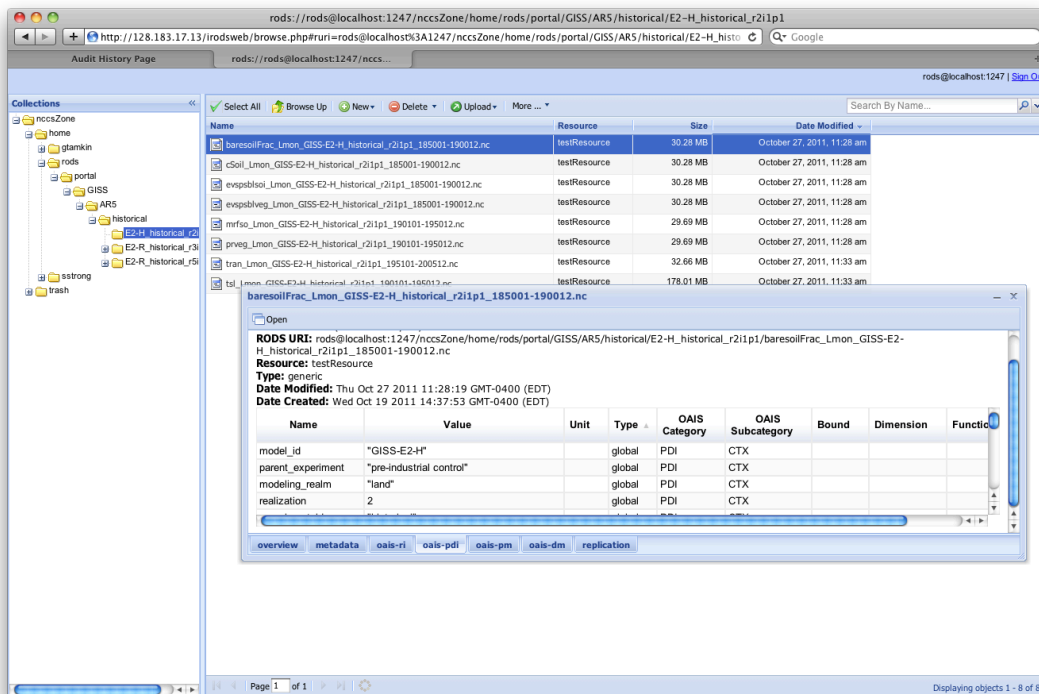 rods://rods@localhost:1247/nccsZone/home/rods/portal/GISS/AR5/historical/E2-H_historical_r2i1p1
http://128.183.17.13/irodsweb/browse.php#ruri=rods@localhost%3A1247/nccsZone/home/rods/portal/GISS/AR5/historical/E2-H_histo
Google
Audit History Page
rods://rods@localhost:1247/nccs...
rods@localhost:1247 | Sign O
Collections
nccsZone
home
gtamkin
rods
portal
GISS
AR5
historical
E2-H_historical_r2i
E2-R_historical_r3i
E2-R_historical_r5i
sstrong
trash
Select All Browse Up New Delete Upload More ...
Search By Name...
Name Resource Size Date Modified
baresoilFrac_Lmon_GISS-E2-H_historical_r2i1p1_185001-190012.nc testResource 30.28 MB October 27, 2011, 11:28 am
cSoil_Lmon_GISS-E2-H_historical_r2i1p1_185001-190012.nc testResource 30.28 MB October 27, 2011, 11:28 am
evspsblsoi_Lmon_GISS-E2-H_historical_r2i1p1_185001-190012.nc testResource 30.28 MB October 27, 2011, 11:28 am
evspsblveg_Lmon_GISS-E2-H_historical_r2i1p1_185001-190012.nc testResource 30.28 MB October 27, 2011, 11:28 am
mrfso_Lmon_GISS-E2-H_historical_r2i1p1_190101-195012.nc testResource 29.69 MB October 27, 2011, 11:28 am
prveg_Lmon_GISS-E2-H_historical_r2i1p1_190101-195012.nc testResource 29.69 MB October 27, 2011, 11:28 am
tran_Lmon_GISS-E2-H_historical_r2i1p1_195101-200512.nc testResource 32.66 MB October 27, 2011, 11:33 am
tsl_Lmon_GISS-E2-H_historical_r2i1p1_190101-195012.nc testResource 178.01 MB October 27, 2011, 11:33 am
baresoilFrac_Lmon_GISS-E2-H_historical_r2i1p1_185001-190012.nc
Open
RODS URI: rods@localhost:1247/nccsZone/home/rods/portal/GISS/AR5/historical/E2-H_historical_r2i1p1/baresoilFrac_Lmon_GISS-E2-
H_historical_r2i1p1_185001-190012.nc
Resource: testResource
Type: generic
Date Modified: Thu Oct 27 2011 11:28:19 GMT-0400 (EDT)
Date Created: Wed Oct 19 2011 14:37:53 GMT-0400 (EDT)
Name Value Unit Type OAIS Category OAIS Subcategory Bound Dimension Functio
model_id "GISS-E2-H" global PDI CTX
parent_experiment "pre-industrial control" global PDI CTX
modeling_realm "land" global PDI CTX
realization 2 global PDI CTX
overview metadata oais-ri oais-pdi oais-pm oais-dm replication
Page 1 of 1
Displaying objects 1 - 8 of 8